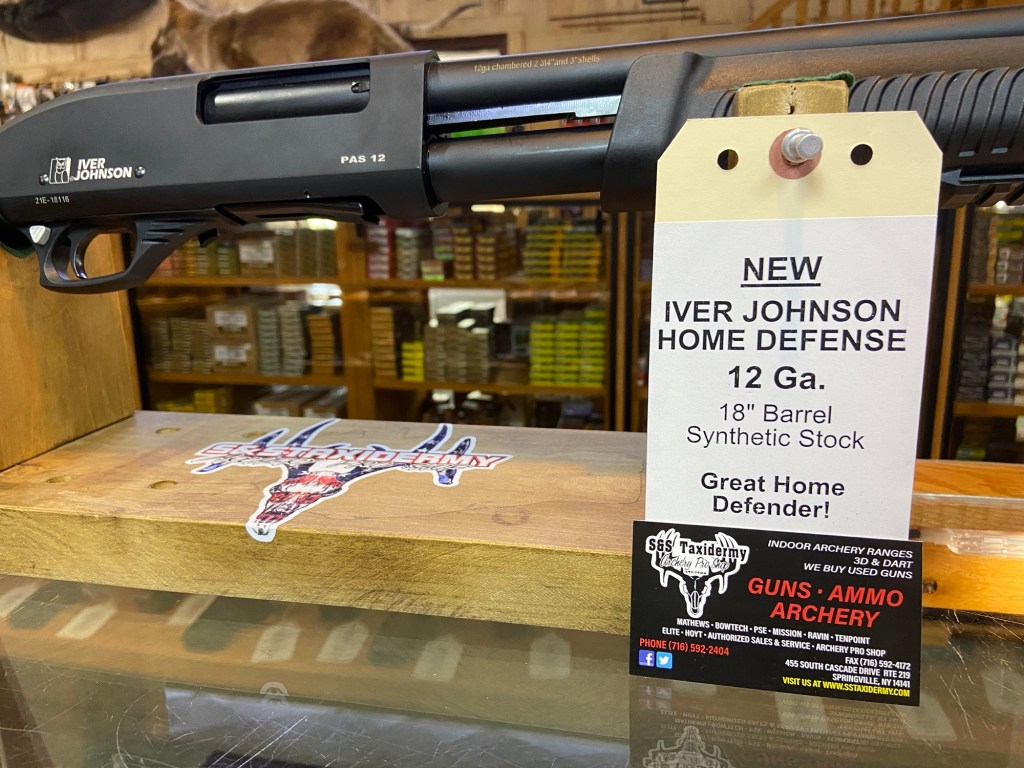 12ga chambered 2 3/4" and 3" shells
PAS 12
IVER
JOHNSON
21E-18116
NEW
IVER JOHNSON
HOME DEFENSE
12 Ga.
18" Barrel
Synthetic Stock
Great Home
Defender!
S&S TAXIDERMY
S&S Taxidermy
Archery Pro Shop
INDOOR ARCHERY RANGES
3D & DART
WE BUY USED GUNS
GUNS · AMMO
ARCHERY
MATHEWS · BOWTECH · PSE · MISSION · RAVIN · TENPOINT
ELITE · HOYT · AUTHORIZED SALES & SERVICE · ARCHERY PRO SHOP
PHONE (716) 592-2404
FAX (716) 592-4172
455 SOUTH CASCADE DRIVE RTE 219
SPRINGVILLE, NY 14141
VISIT US AT WWW.SSTAXIDERMY.COM